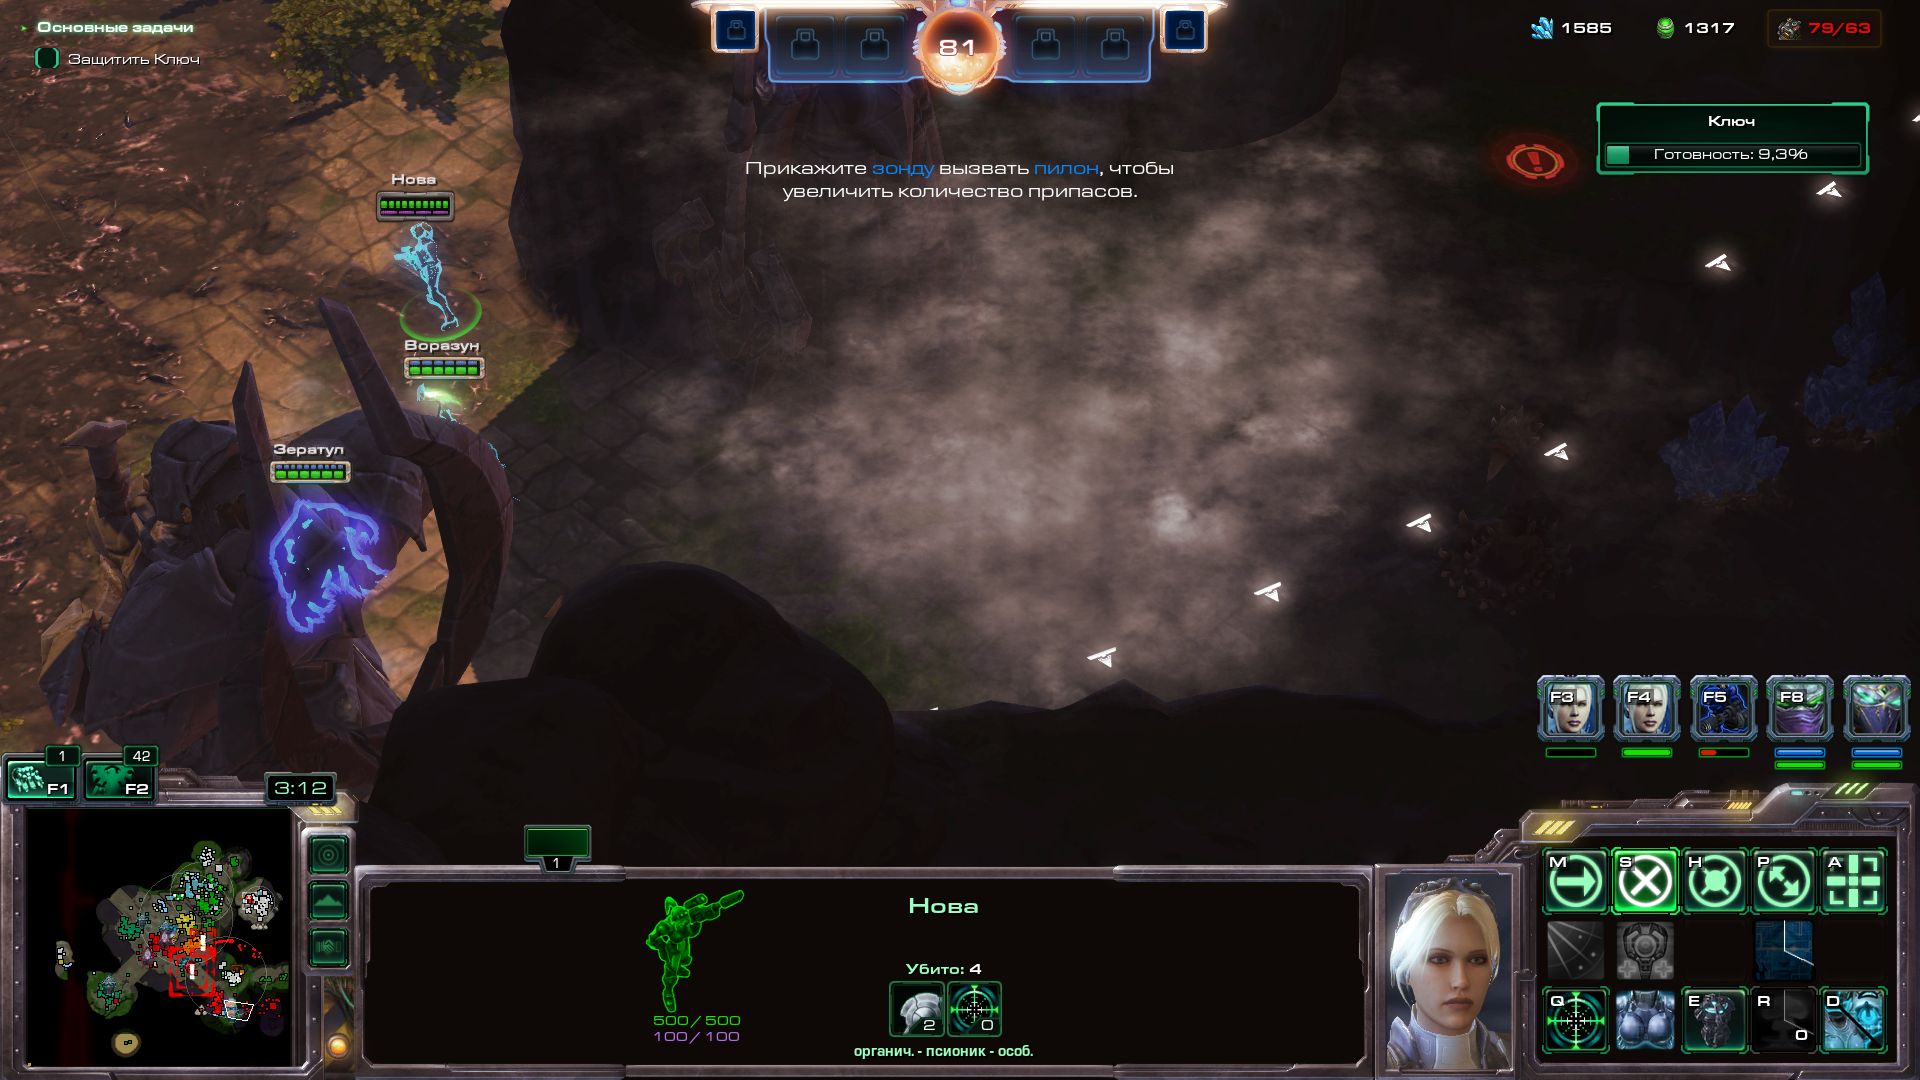 Основные задачи
Защитить Ключ
81
1585
1317
79/63
Ключ
Готовность: 9,3%
Прикажите зонду вызвать пилон, чтобы
увеличить количество припасов.
Нова
Воразун
Зератул
F3
F4
F5
F8
1
F1
42
F2
3:12
1
Нова
Убито: 4
2
0
500/500
100/100
органич. - псионик - особ.
M
S
H
P
A
Q
E
R
0
D